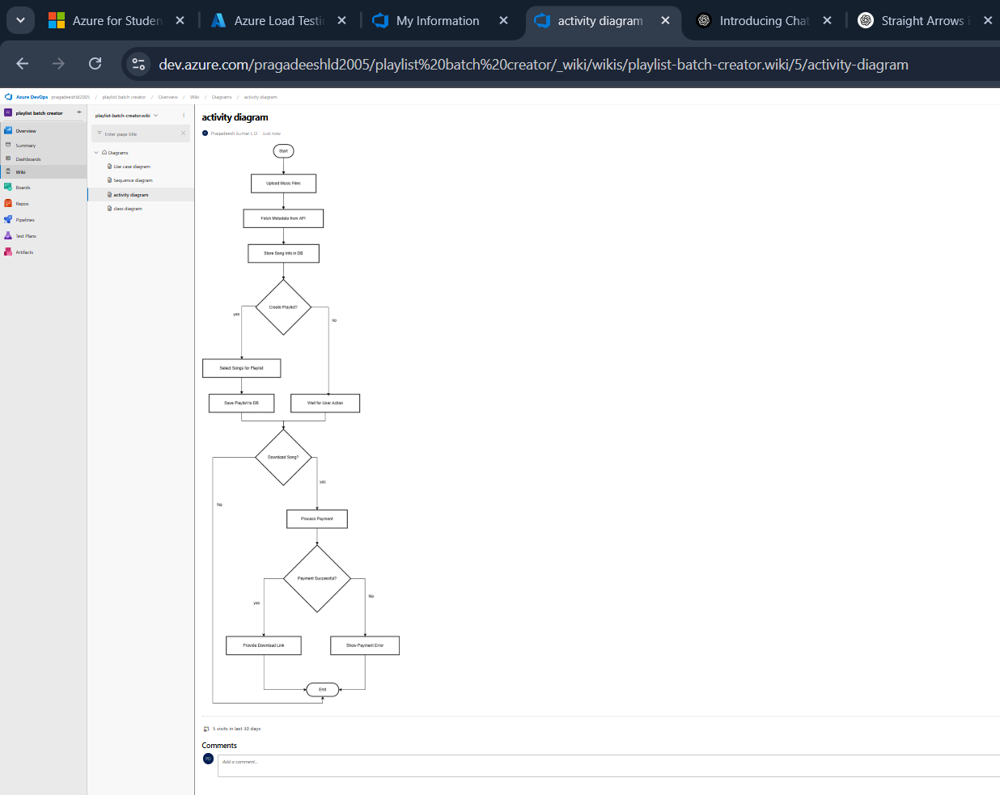 Azure for Studen
Azure Load Testi
My Information
activity diagram
Introducing Chat
Straight Arrows i
dev.azure.com/pragadeeshld2005/playlist%20batch%20creator/_wiki/wikis/playlist-batch-creator.wiki/5/activity-diagram
Azure DevOps pragadeeshld2005 / playlist batch creator / Overview / Wiki / Diagrams / activity diagram
playlist batch creator +
Overview
Summary
Dashboards
Wiki
Boards
Repos
Pipelines
Test Plans
Artifacts
playlist-batch-creator.wiki
Enter page title
Diagrams
Use case diagram
Sequence diagram
activity diagram
class diagram
activity diagram
Pragadeesh kumar L D Just now
Start
Upload Music Files
Fetch Metadata from API
Store Song Info in DB
Create Playlist?
yes
no
Select Songs for Playlist
Save Playlist to DB
Wait for User Action
Download Song?
yes
No
Process Payment
Payment Successful?
yes
No
Provide Download Link
Show Payment Error
End
5 visits in last 30 days
Comments
PD
Add a comment...